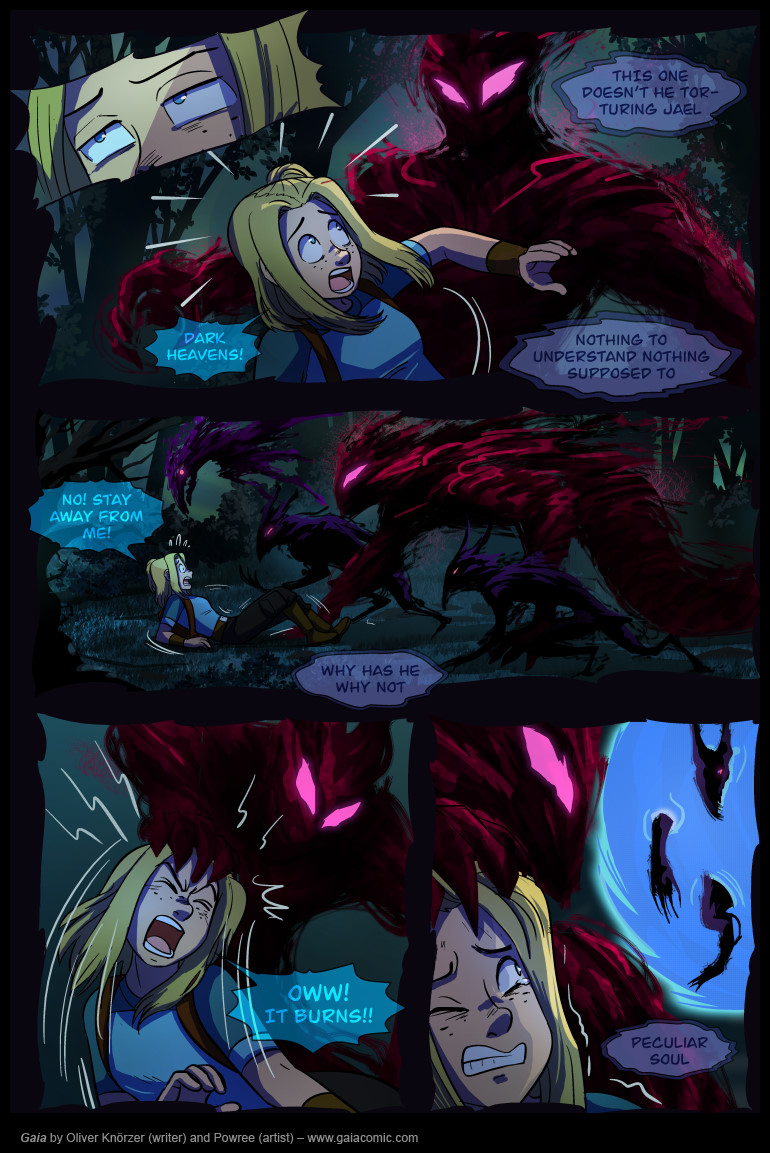 THIS ONE
DOESN'T HE TOR-
TURING JAEL
DARK
HEAVENS!
NOTHING TO
UNDERSTAND NOTHING
SUPPOSED TO
NO! STAY
AWAY FROM
ME!
WHY HAS HE
WHY NOT
OWW!
IT BURNS!!
PECULIAR
SOUL
Gaia by Oliver Knörzer (writer) and Powree (artist) – www.gaiacomic.com